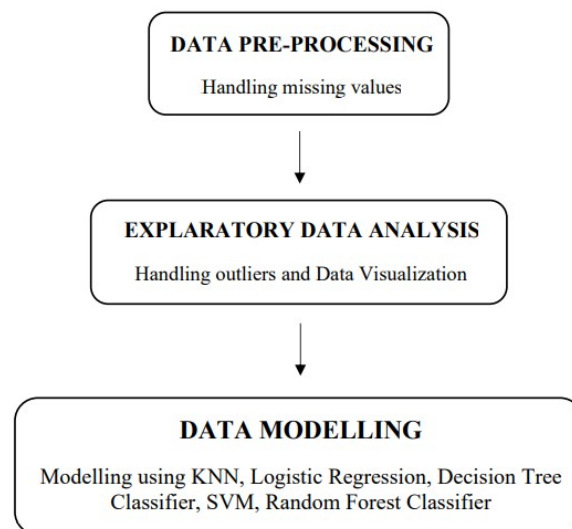 DATA PRE-PROCESSING
Handling missing values
EXPLARATORY DATA ANALYSIS
Handling outliers and Data Visualization
DATA MODELLING
Modelling using KNN, Logistic Regression, Decision Tree
Classifier, SVM, Random Forest Classifier